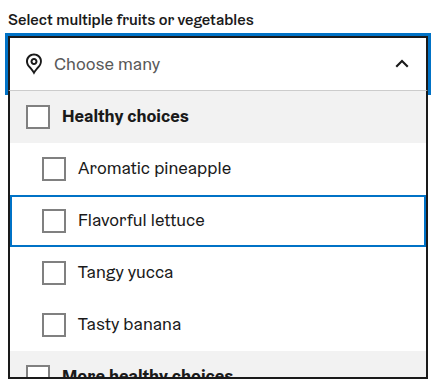 Select multiple fruits or vegetables
Choose many
Healthy choices
Aromatic pineapple
Flavorful lettuce
Tangy yucca
Tasty banana
More healthy choices